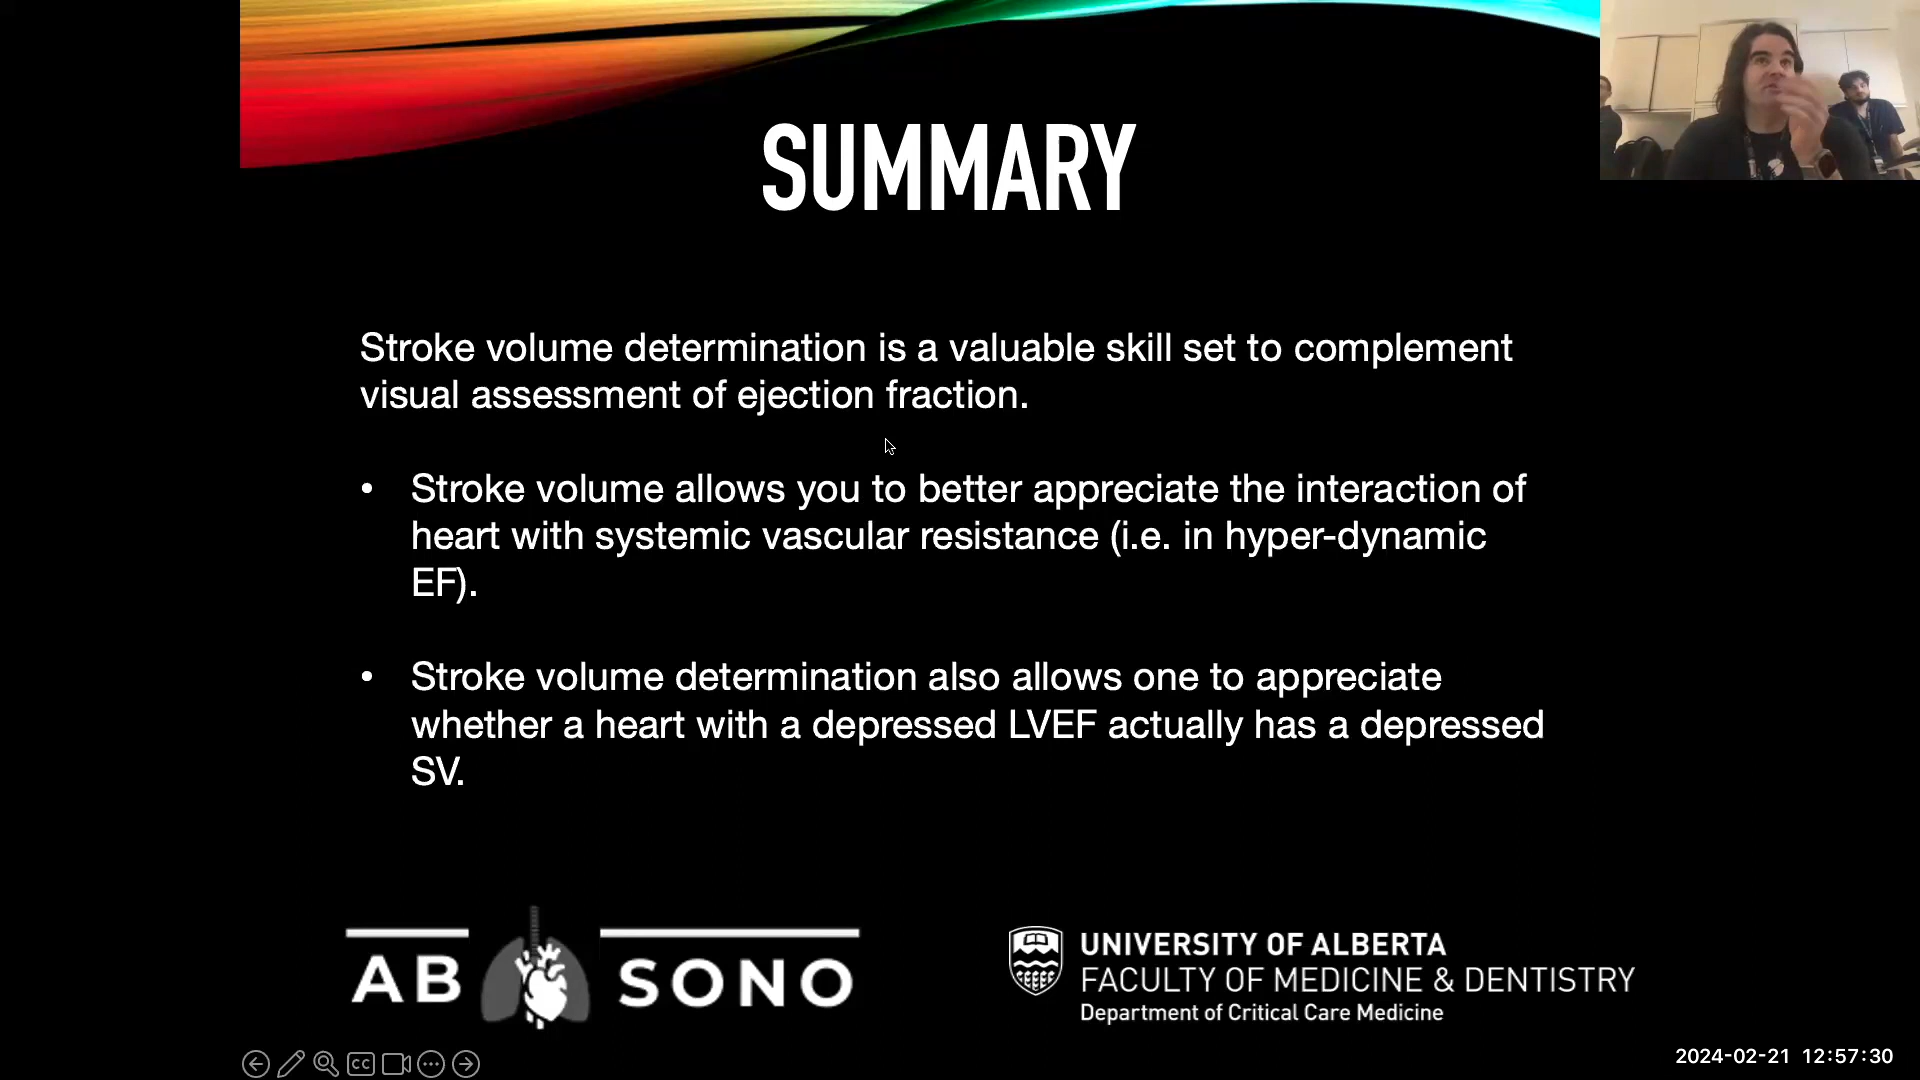 SUMMARY
Stroke volume determination is a valuable skill set to complement
visual assessment of ejection fraction.
• Stroke volume allows you to better appreciate the interaction of
heart with systemic vascular resistance (i.e. in hyper-dynamic
EF).
• Stroke volume determination also allows one to appreciate
whether a heart with a depressed LVEF actually has a depressed
SV.
AB SONO
UNIVERSITY OF ALBERTA
FACULTY OF MEDICINE & DENTISTRY
Department of Critical Care Medicine
CC
2024-02-21 12:57:30